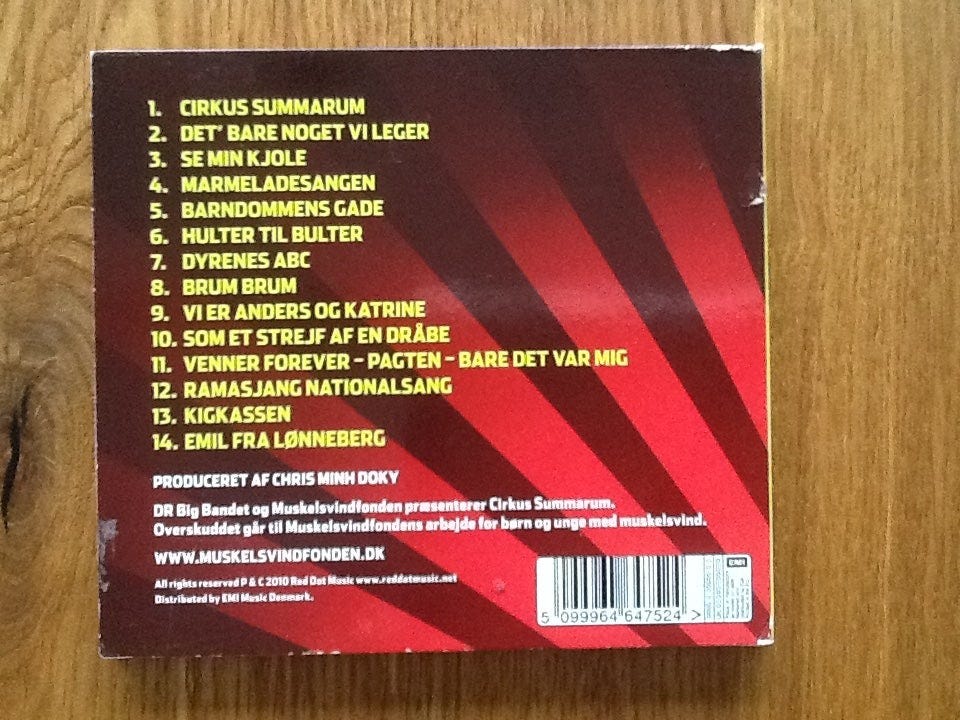 1. CIRKUS SUMMARUM
2. DET' BARE NOGET VI LEGER
3. SE MIN KJOLE
4. MARMELADESANGEN
5. BARNDOMMENS GADE
6. HULTER TIL BULTER
7. DYRENES ABC
8. BRUM BRUM
9. VI ER ANDERS OG KATRINE
10. SOM ET STREJF AF EN DRÅBE
11. VENNER FOREVER – PAGTEN – BARE DET VAR MIG
12. RAMASJANG NATIONALSANG
13. KIGKASSEN
14. EMIL FRA LØNNEBERG
PRODUCERET AF CHRIS MINH DOKY
DR Big Bandet og Muskelsvindfonden præsenterer Cirkus Summarum.
Overskuddet går til Muskelsvindfondens arbejde for børn og unge med muskelsvind.
WWW.MUSKELSVINDFONDEN.DK
All rights reserved P & C 2010 Red Dot Music www.reddotmusic.net
Distributed by EMI Music Denmark.
EMI
5 099964 647524 >